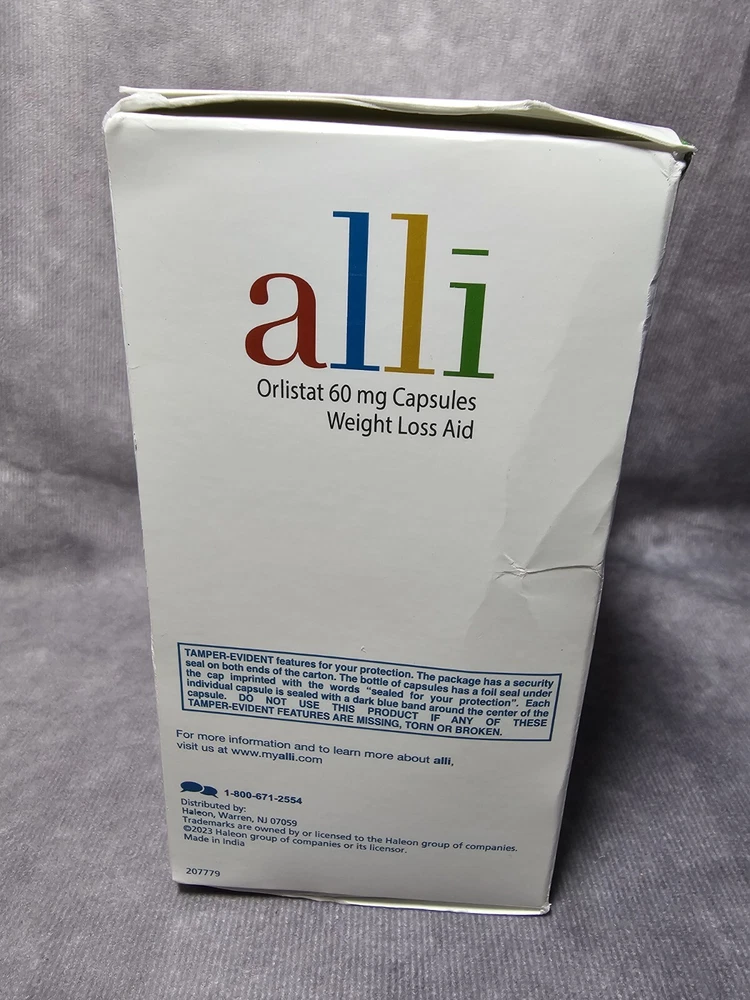 alli
Orlistat 60 mg Capsules
Weight Loss Aid
TAMPER-EVIDENT features for your protection. The package has a security
seal on both ends of the carton. The bottle of capsules has a foil seal under
the cap imprinted with the words “sealed for your protection”. Each
individual capsule is sealed with a dark blue band around the center of the
capsule. DO NOT USE THIS PRODUCT IF ANY OF THESE
TAMPER-EVIDENT FEATURES ARE MISSING, TORN OR BROKEN.
For more information and to learn more about alli,
visit us at www.myalli.com
1-800-671-2554
Distributed by:
Haleon, Warren, NJ 07059
Trademarks are owned by or licensed to the Haleon group of companies.
©2023 Haleon group of companies or its licensor.
Made in India
207779